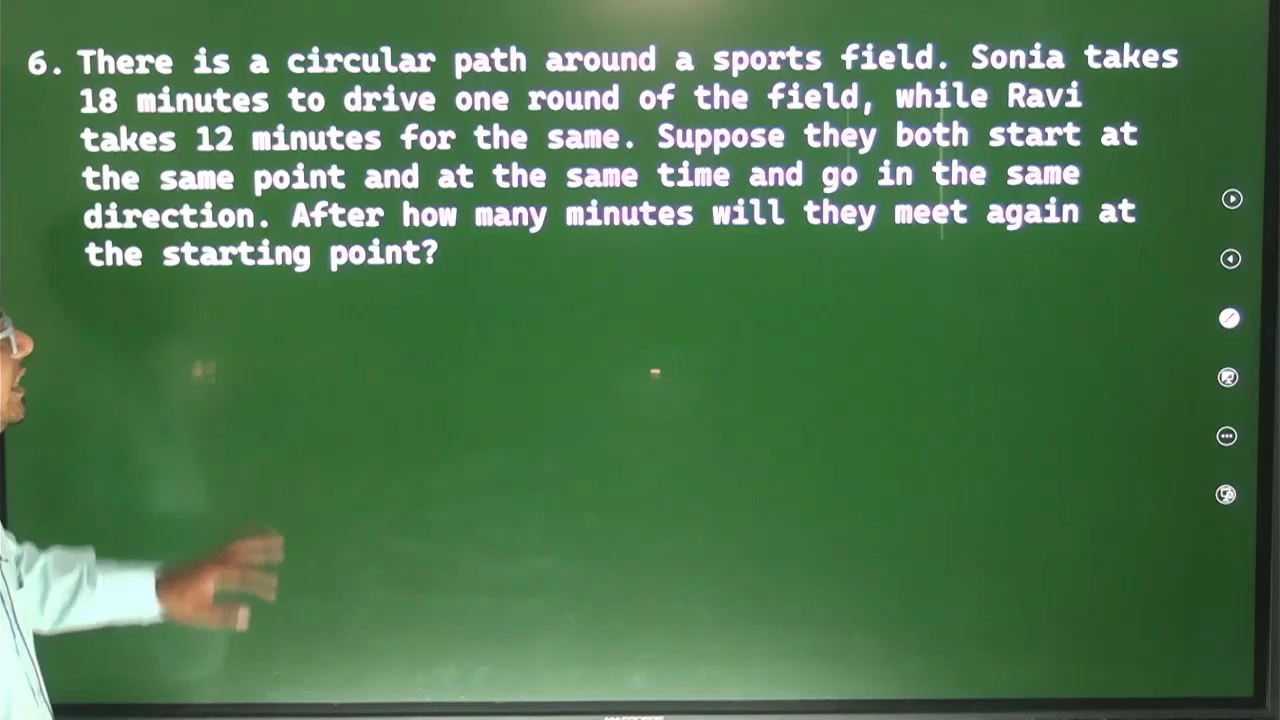 6. There is a circular path around a sports field. Sonia takes
18 minutes to drive one round of the field, while Ravi
takes 12 minutes for the same. Suppose they both start at
the same point and at the same time and go in the same
direction. After how many minutes will they meet again at
the starting point?